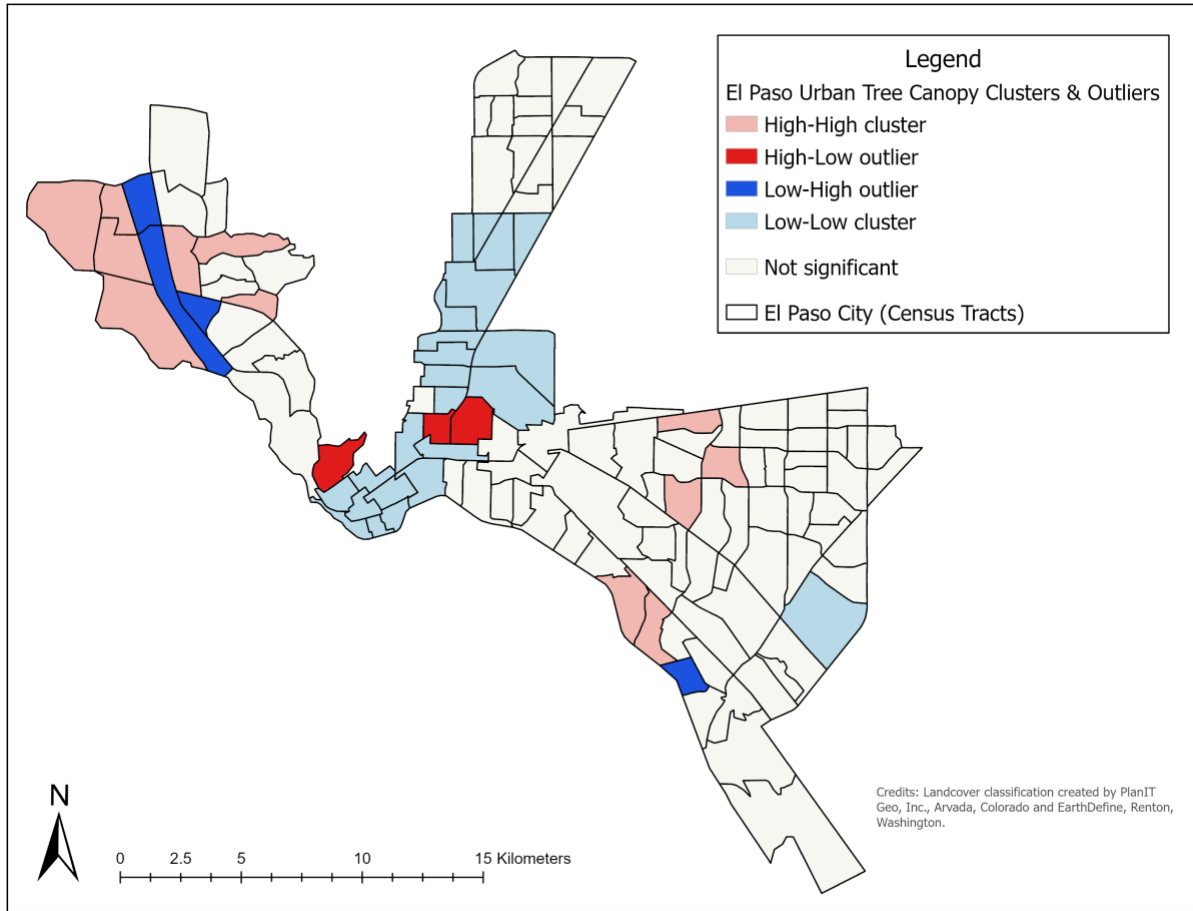 Legend
El Paso Urban Tree Canopy Clusters & Outliers
High-High cluster
High-Low outlier
Low-High outlier
Low-Low cluster
Not significant
El Paso City (Census Tracts)
Credits: Landcover classification created by PlanIT
Geo, Inc., Arvada, Colorado and EarthDefine, Renton,
Washington.
N
0 2.5 5 10 15 Kilometers